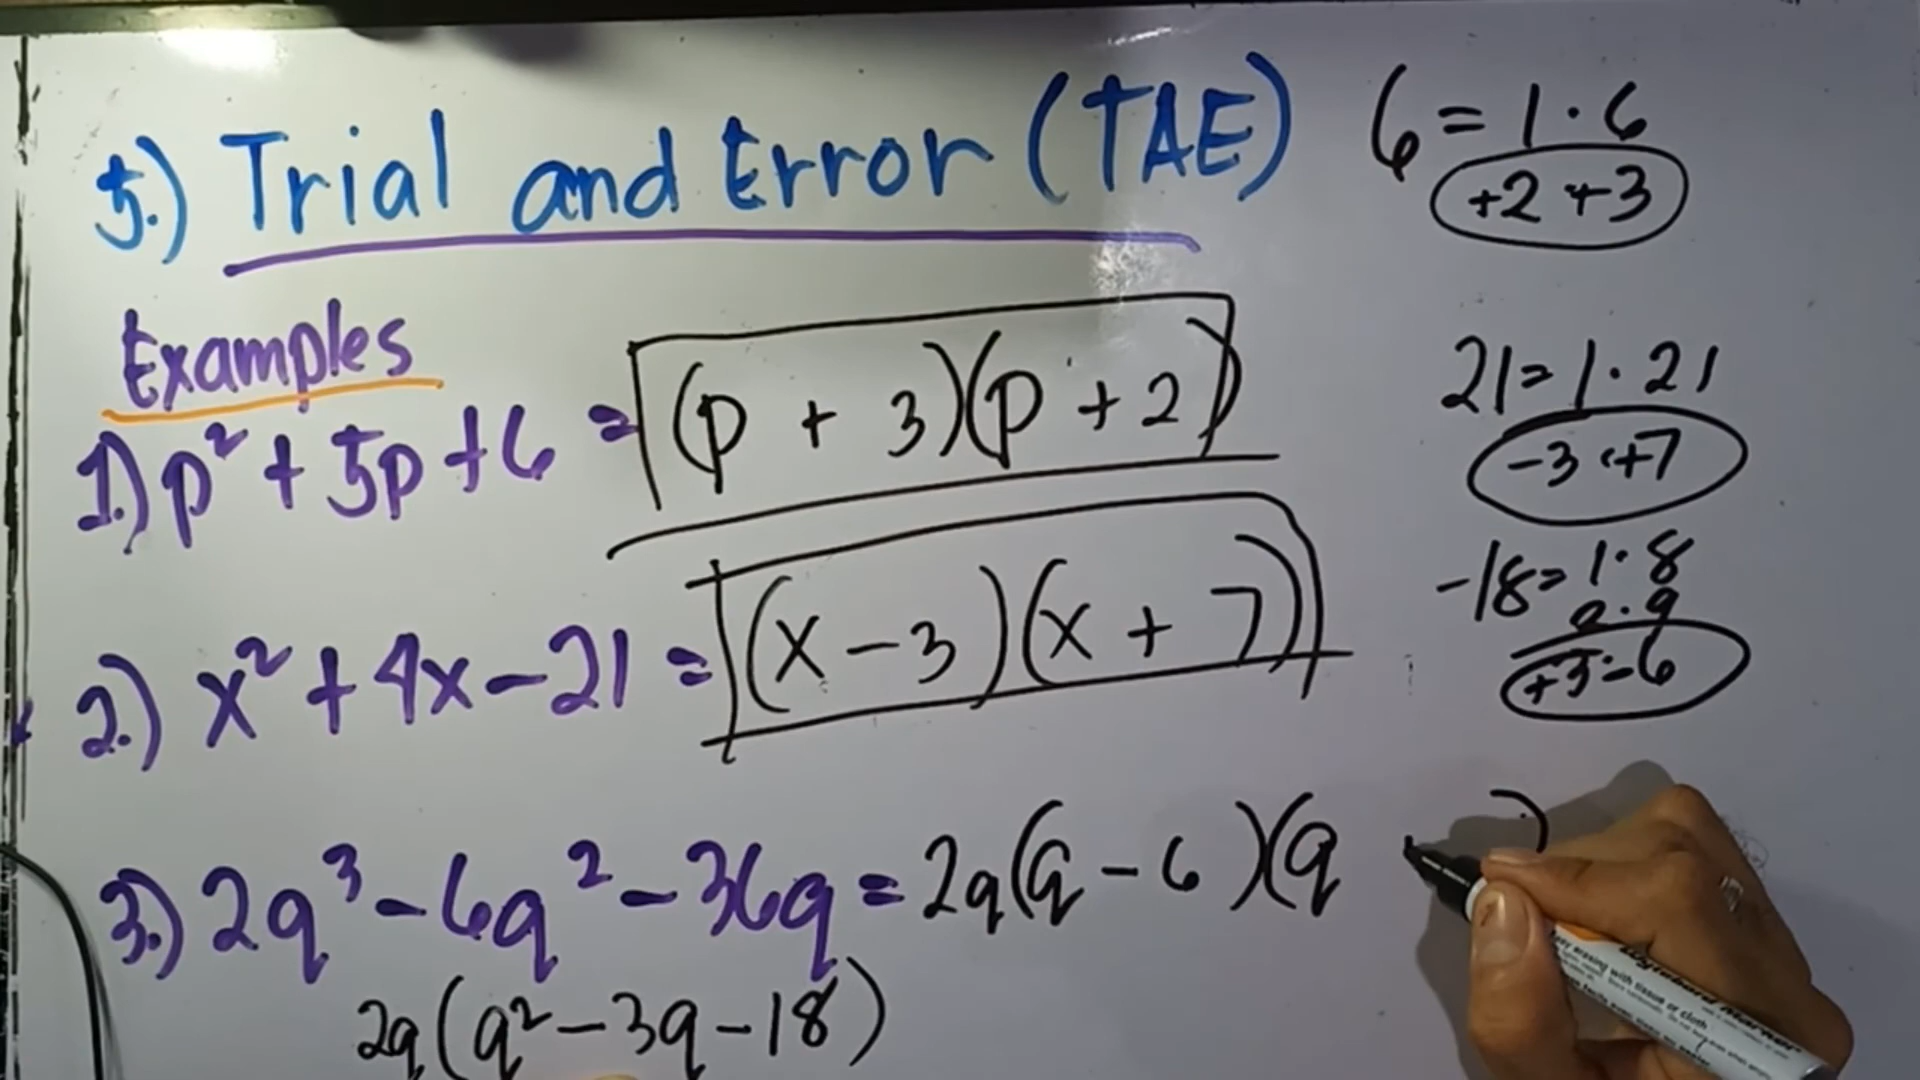 5.) Trial and Error (TAE)
6 = 1 · 6
+2 +3
Examples
1.) p² + 5p + 6 = (p + 3)(p + 2)
21 = 1 · 21
-3 +7
2.) x² + 4x - 21 = (x - 3)(x + 7)
-18 = 1 · 8
2 · 9
+3 · -6
3.) 2q³ - 6q² - 36q = 2q(q - 6)(q )
2q(q² - 3q - 18)
Whiteboard Marker